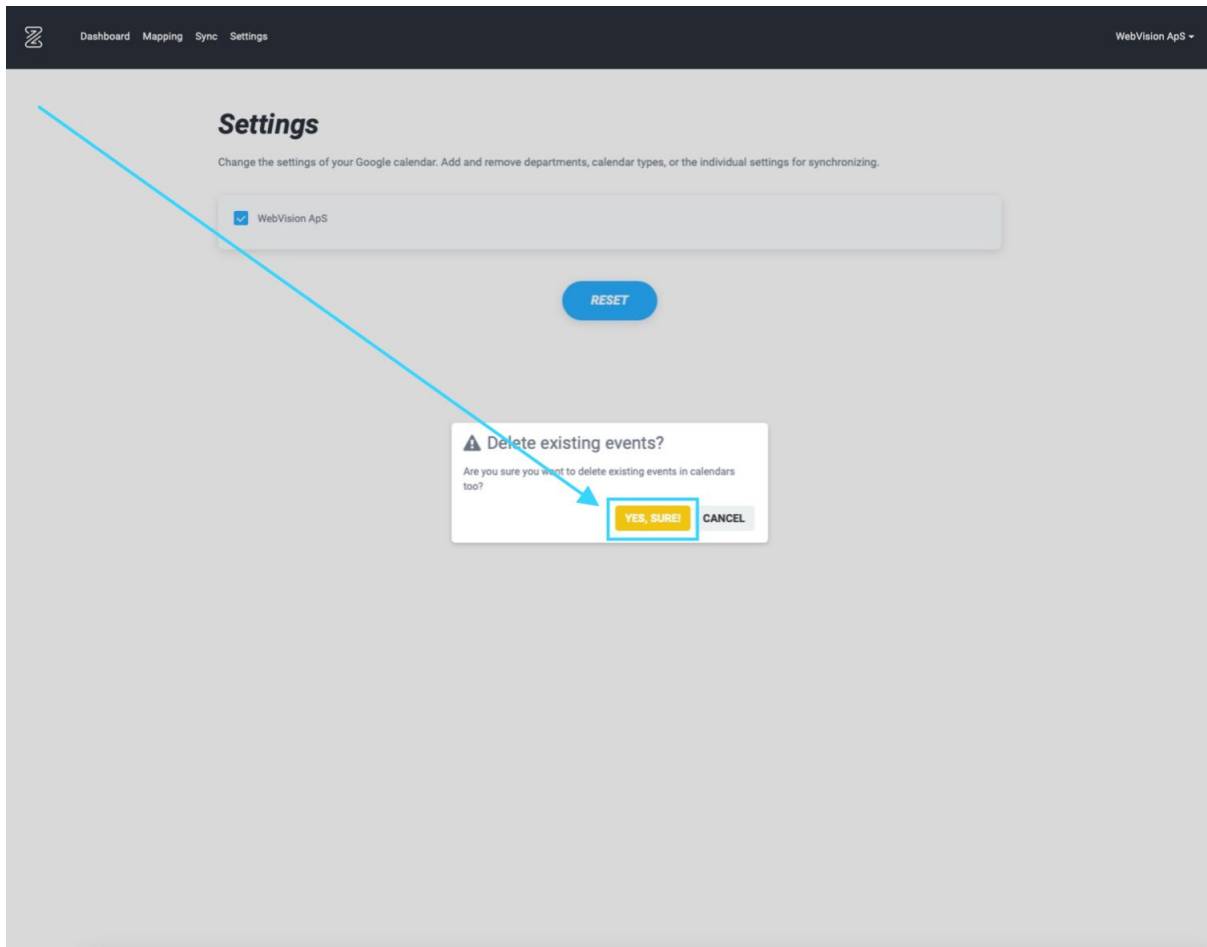 Dashboard Mapping Sync Settings
WebVision ApS
Settings
Change the settings of your Google calendar. Add and remove departments, calendar types, or the individual settings for synchronizing.
WebVision ApS
RESET
Delete existing events?
Are you sure you want to delete existing events in calendars
too?
YES, SURE!
CANCEL